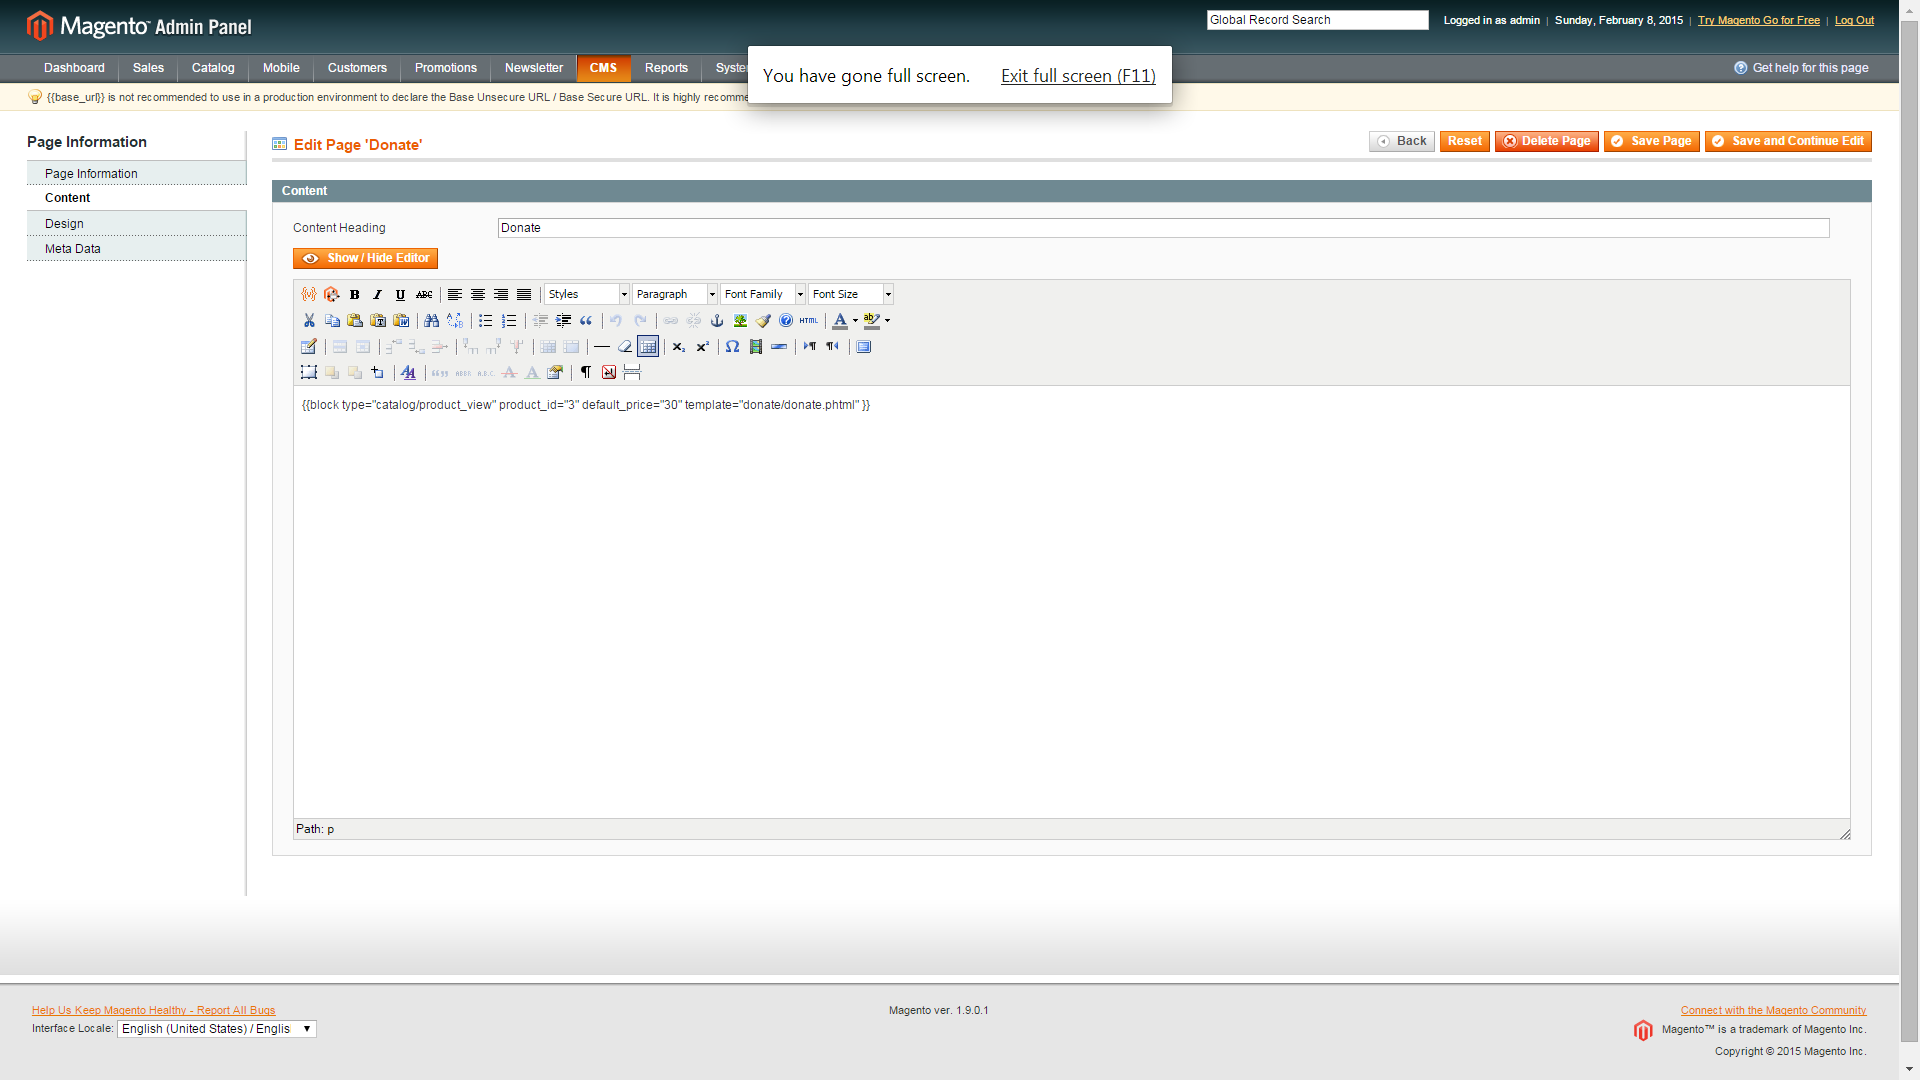 Magento™ Admin Panel
Global Record Search
Logged in as admin | Sunday, February 8, 2015 | Try Magento Go for Free | Log Out
Dashboard Sales Catalog Mobile Customers Promotions Newsletter CMS Reports Syste
Get help for this page
You have gone full screen. Exit full screen (F11)
{{base_url}} is not recommended to use in a production environment to declare the Base Unsecure URL / Base Secure URL. It is highly recomme
Page Information
Page Information
Content
Design
Meta Data
Edit Page 'Donate'
Back Reset Delete Page Save Page Save and Continue Edit
Content
Content Heading Donate
Show / Hide Editor
B I U ABC Styles Paragraph Font Family Font Size
HTML A ab
{{block type="catalog/product_view" product_id="3" default_price="30" template="donate/donate.phtml" }}
Path: p
Help Us Keep Magento Healthy - Report All Bugs
Interface Locale: English (United States) / Englis
Magento ver. 1.9.0.1
Connect with the Magento Community
Magento™ is a trademark of Magento Inc.
Copyright © 2015 Magento Inc.